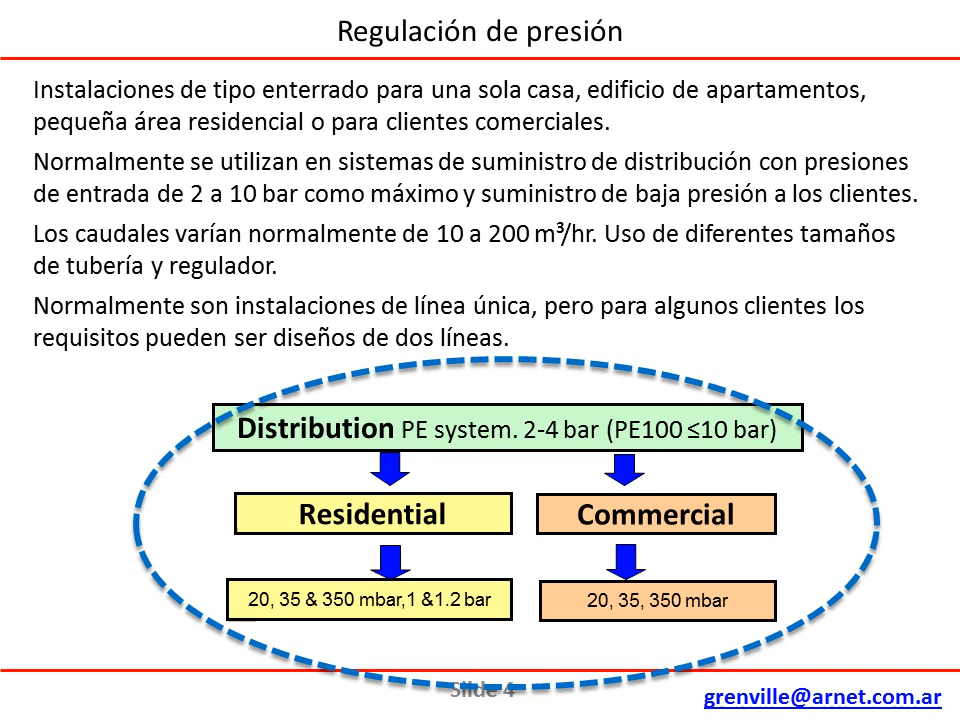 Regulación de presión
Instalaciones de tipo enterrado para una sola casa, edificio de apartamentos,
pequeña área residencial o para clientes comerciales.
Normalmente se utilizan en sistemas de suministro de distribución con presiones
de entrada de 2 a 10 bar como máximo y suministro de baja presión a los clientes.
Los caudales varían normalmente de 10 a 200 m³/hr. Uso de diferentes tamaños
de tubería y regulador.
Normalmente son instalaciones de línea única, pero para algunos clientes los
requisitos pueden ser diseños de dos líneas.
Distribution PE system. 2-4 bar (PE100 ≤10 bar)
Residential
Commercial
20, 35 & 350 mbar,1 &1.2 bar
20, 35, 350 mbar
Slide 4
grenville@arnet.com.ar